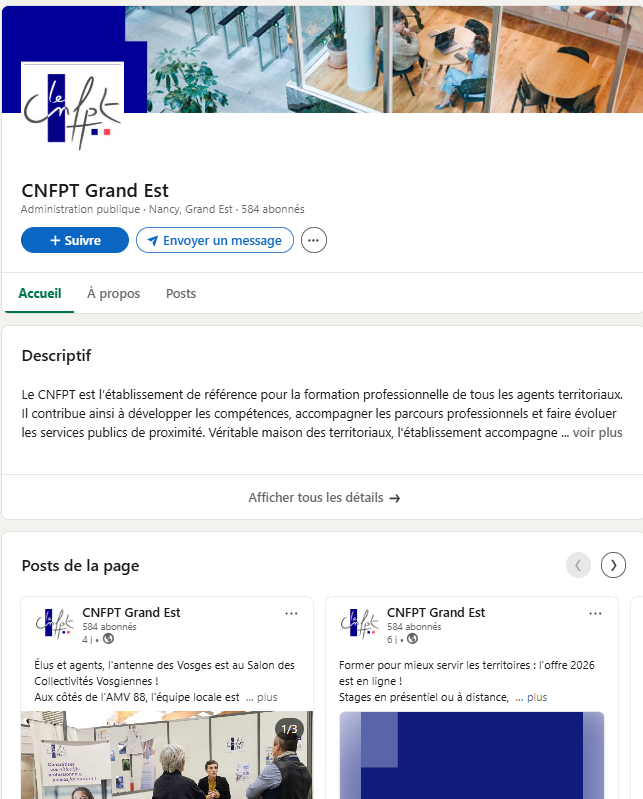 le
cnfpt
CNFPT Grand Est
Administration publique · Nancy, Grand Est · 584 abonnés
+ Suivre
Envoyer un message
Accueil
À propos
Posts
Descriptif
Le CNFPT est l'établissement de référence pour la formation professionnelle de tous les agents territoriaux.
Il contribue ainsi à développer les compétences, accompagner les parcours professionnels et faire évoluer
les services publics de proximité. Véritable maison des territoriaux, l'établissement accompagne ... voir plus
Afficher tous les détails →
Posts de la page
le
cnfpt
CNFPT Grand Est
584 abonnés
4 j •
Élus et agents, l'antenne des Vosges est au Salon des
Collectivités Vosgiennes !
Aux côtés de l'AMV 88, l'équipe locale est ... plus
1/3
le
cnfpt
CNFPT Grand Est
584 abonnés
6 j •
Former pour mieux servir les territoires : l'offre 2026
est en ligne !
Stages en présentiel ou à distance, ... plus